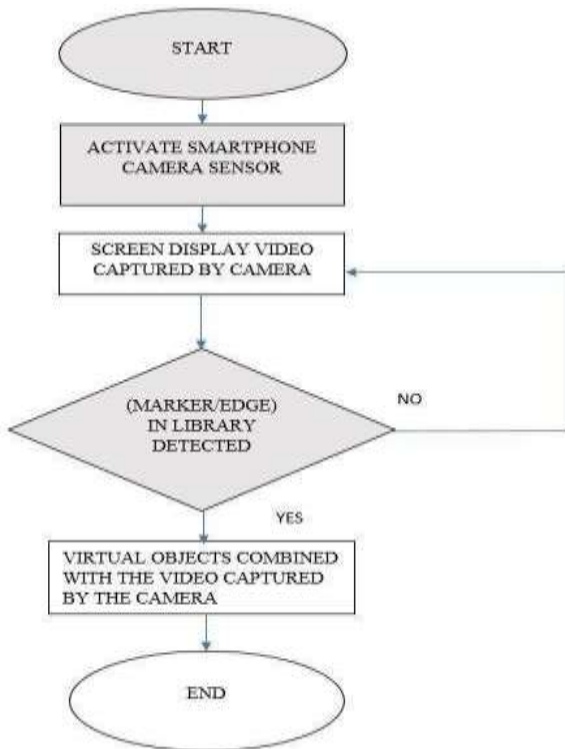 START
ACTIVATE SMARTPHONE
CAMERA SENSOR
SCREEN DISPLAY VIDEO
CAPTURED BY CAMERA
(MARKER/EDGE)
IN LIBRARY
DETECTED
NO
YES
VIRTUAL OBJECTS COMBINED
WITH THE VIDEO CAPTURED
BY THE CAMERA
END